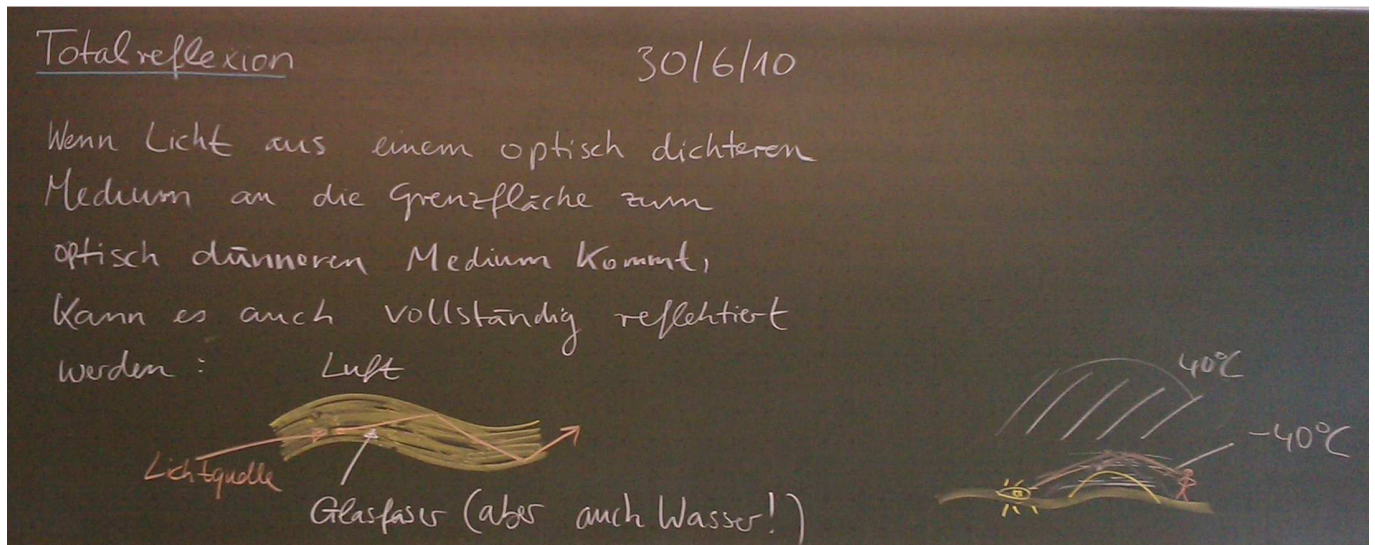 Totalreflexion 30/6/10
Wenn Licht aus einem optisch dichteren
Medium an die Grenzfläche zum
optisch dünneren Medium kommt,
kann es auch vollständig reflektiert
werden:
Luft
40°C
-40°C
Lichtquelle
Glasfaser (aber auch Wasser!)